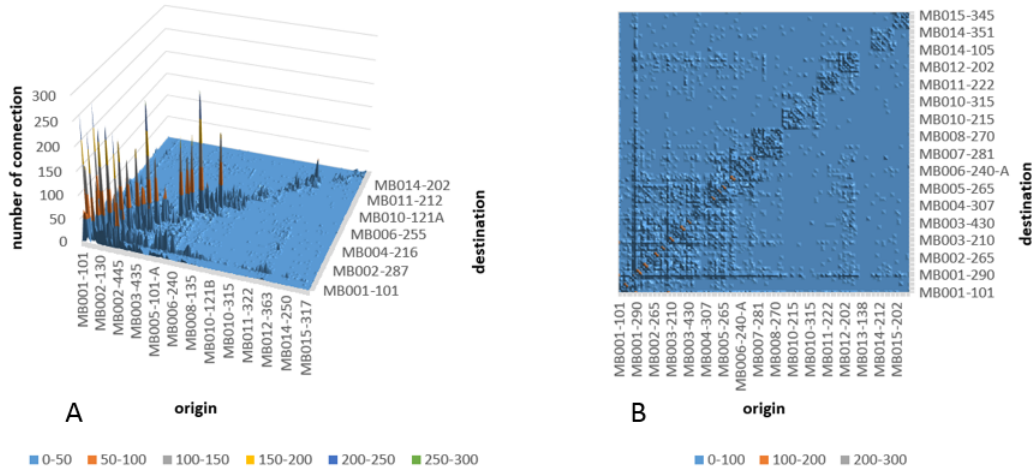 number of connection
300
250
200
150
100
50
0
MB001-101
MB002-130
MB002-445
MB003-435
MB005-101-A
MB006-240
MB008-135
MB010-121B
MB010-315
MB011-322
MB012-363
MB014-250
MB015-317
MB014-202
MB011-212
MB010-121A
MB006-255
MB004-216
MB002-287
MB001-101
destination
A
origin
0-50
50-100
100-150
150-200
200-250
250-300
MB015-345
MB014-351
MB014-105
MB012-202
MB011-222
MB010-315
MB010-215
MB008-270
MB007-281
MB006-240-A
MB005-265
MB004-307
MB003-430
MB003-210
MB002-265
MB001-290
MB001-101
destination
MB001-101
MB001-290
MB002-265
MB003-210
MB003-430
MB004-307
MB005-265
MB006-240-A
MB007-281
MB008-270
MB010-215
MB010-315
MB011-222
MB012-202
MB013-138
MB014-212
MB015-202
B
origin
0-100
100-200
200-300